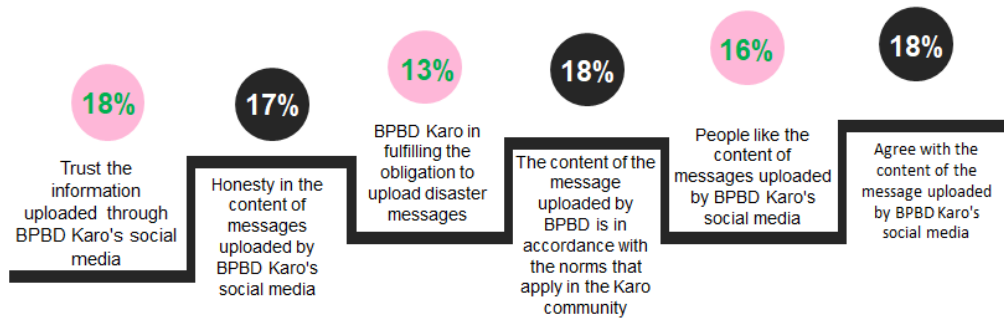 18%
Trust the
information
uploaded through
BPBD Karo's social
media
17%
Honesty in the
content of
messages
uploaded by
BPBD Karo's
social media
13%
BPBD Karo in
fulfilling the
obligation to
upload disaster
messages
18%
The content of the
message
uploaded by
BPBD is in
accordance with
the norms that
apply in the Karo
community
16%
People like the
content of
messages uploaded
by BPBD Karo's
social media
18%
Agree with the
content of the
message uploaded
by BPBD Karo's
social media